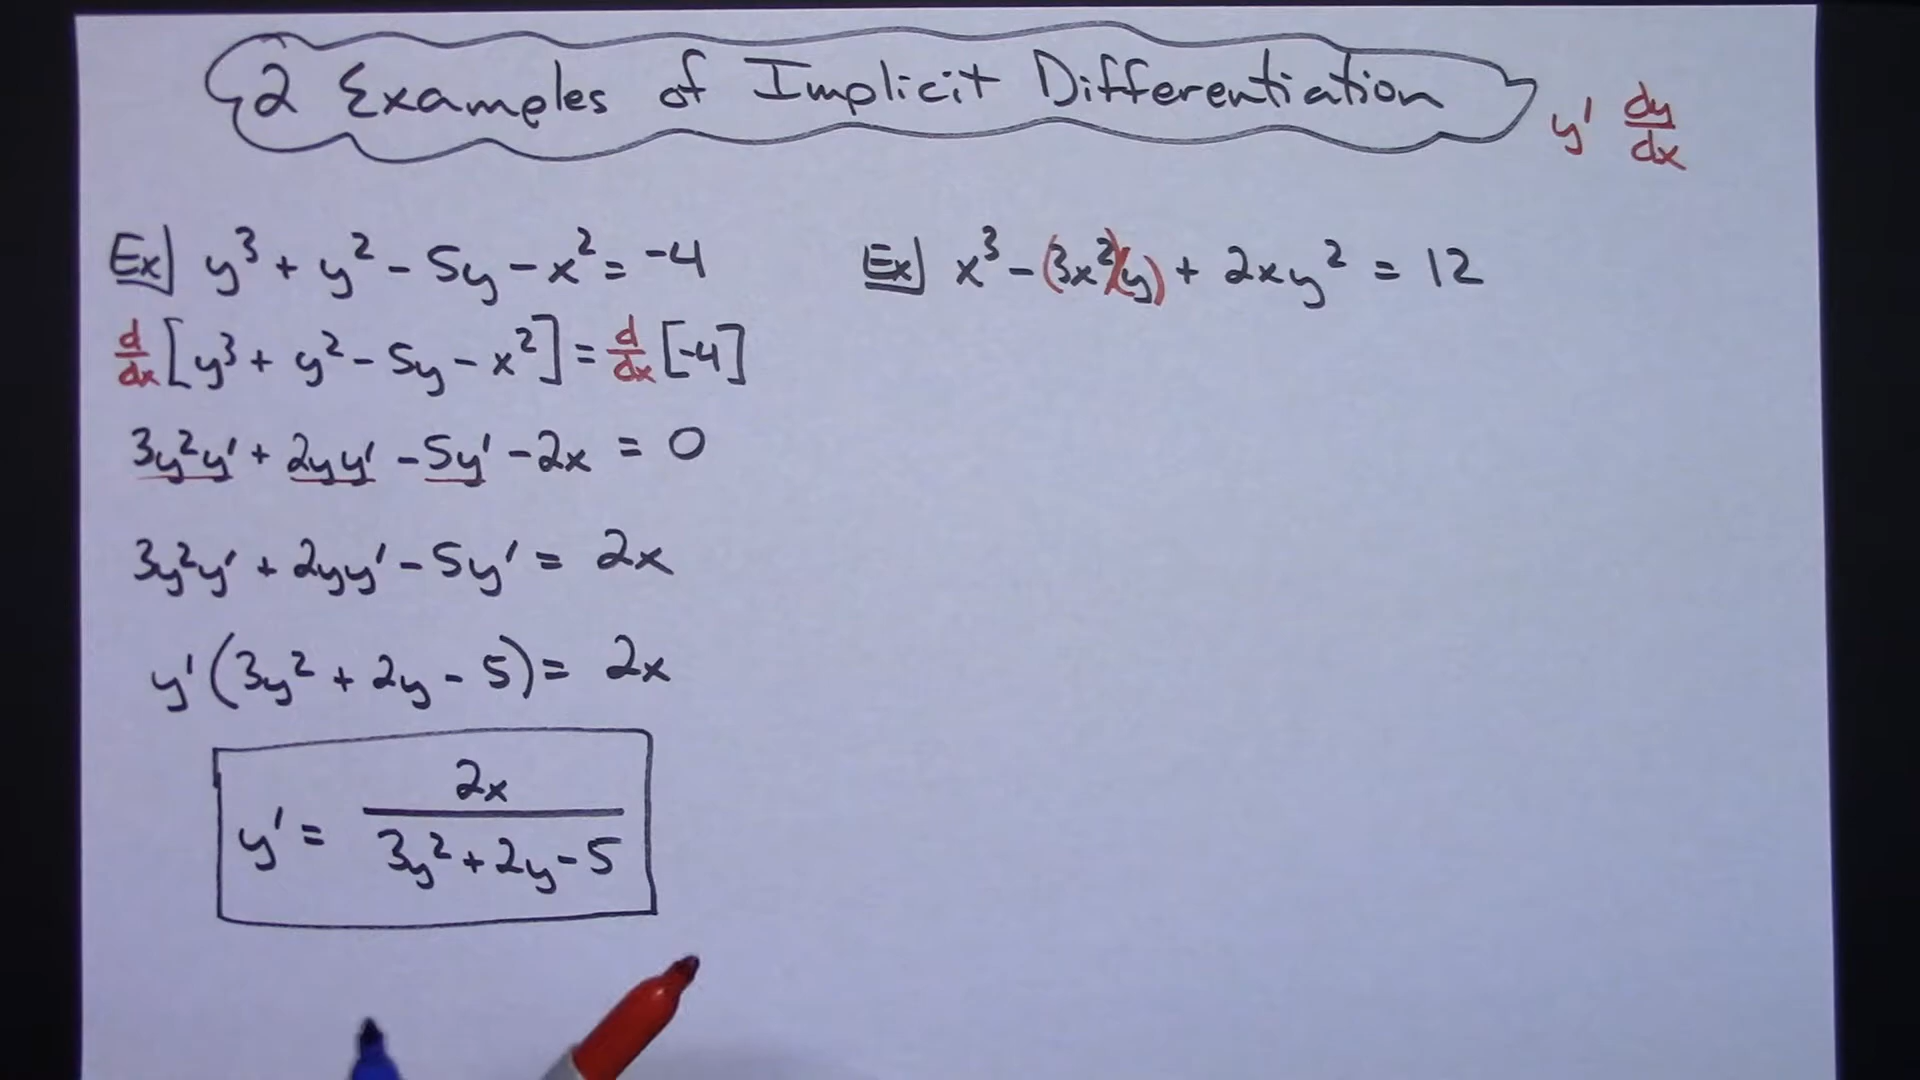 2 Examples of Implicit Differentiation
y' dy/dx
Ex] y³ + y² - 5y - x² = -4
d/dx [y³ + y² - 5y - x²] = d/dx [-4]
3y²y' + 2yy' - 5y' - 2x = 0
3y²y' + 2yy' - 5y' = 2x
y'(3y² + 2y - 5) = 2x
y' = 2x/(3y² + 2y - 5)
Ex] x³ - (3x²)(y) + 2xy² = 12